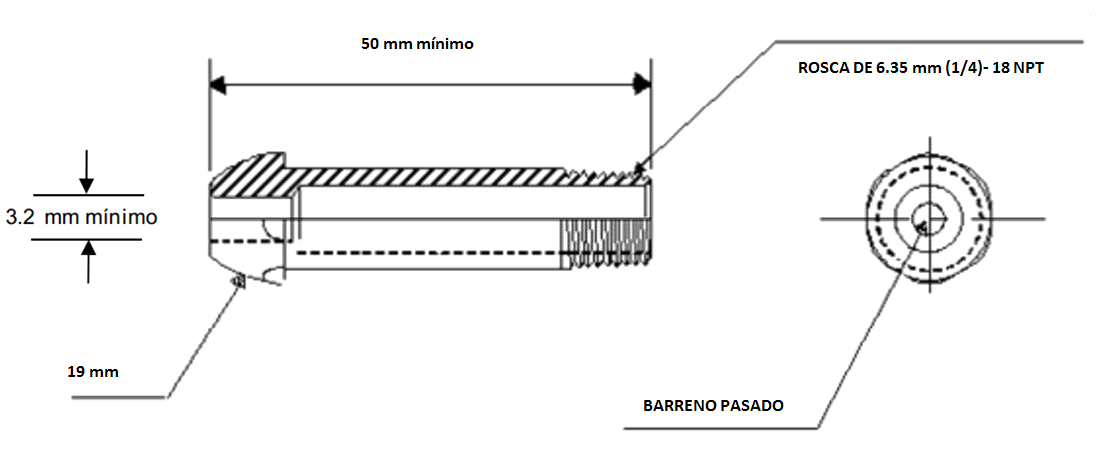 50 mm mínimo
ROSCA DE 6.35 mm (1/4)- 18 NPT
3.2 mm mínimo
19 mm
BARRENO PASADO